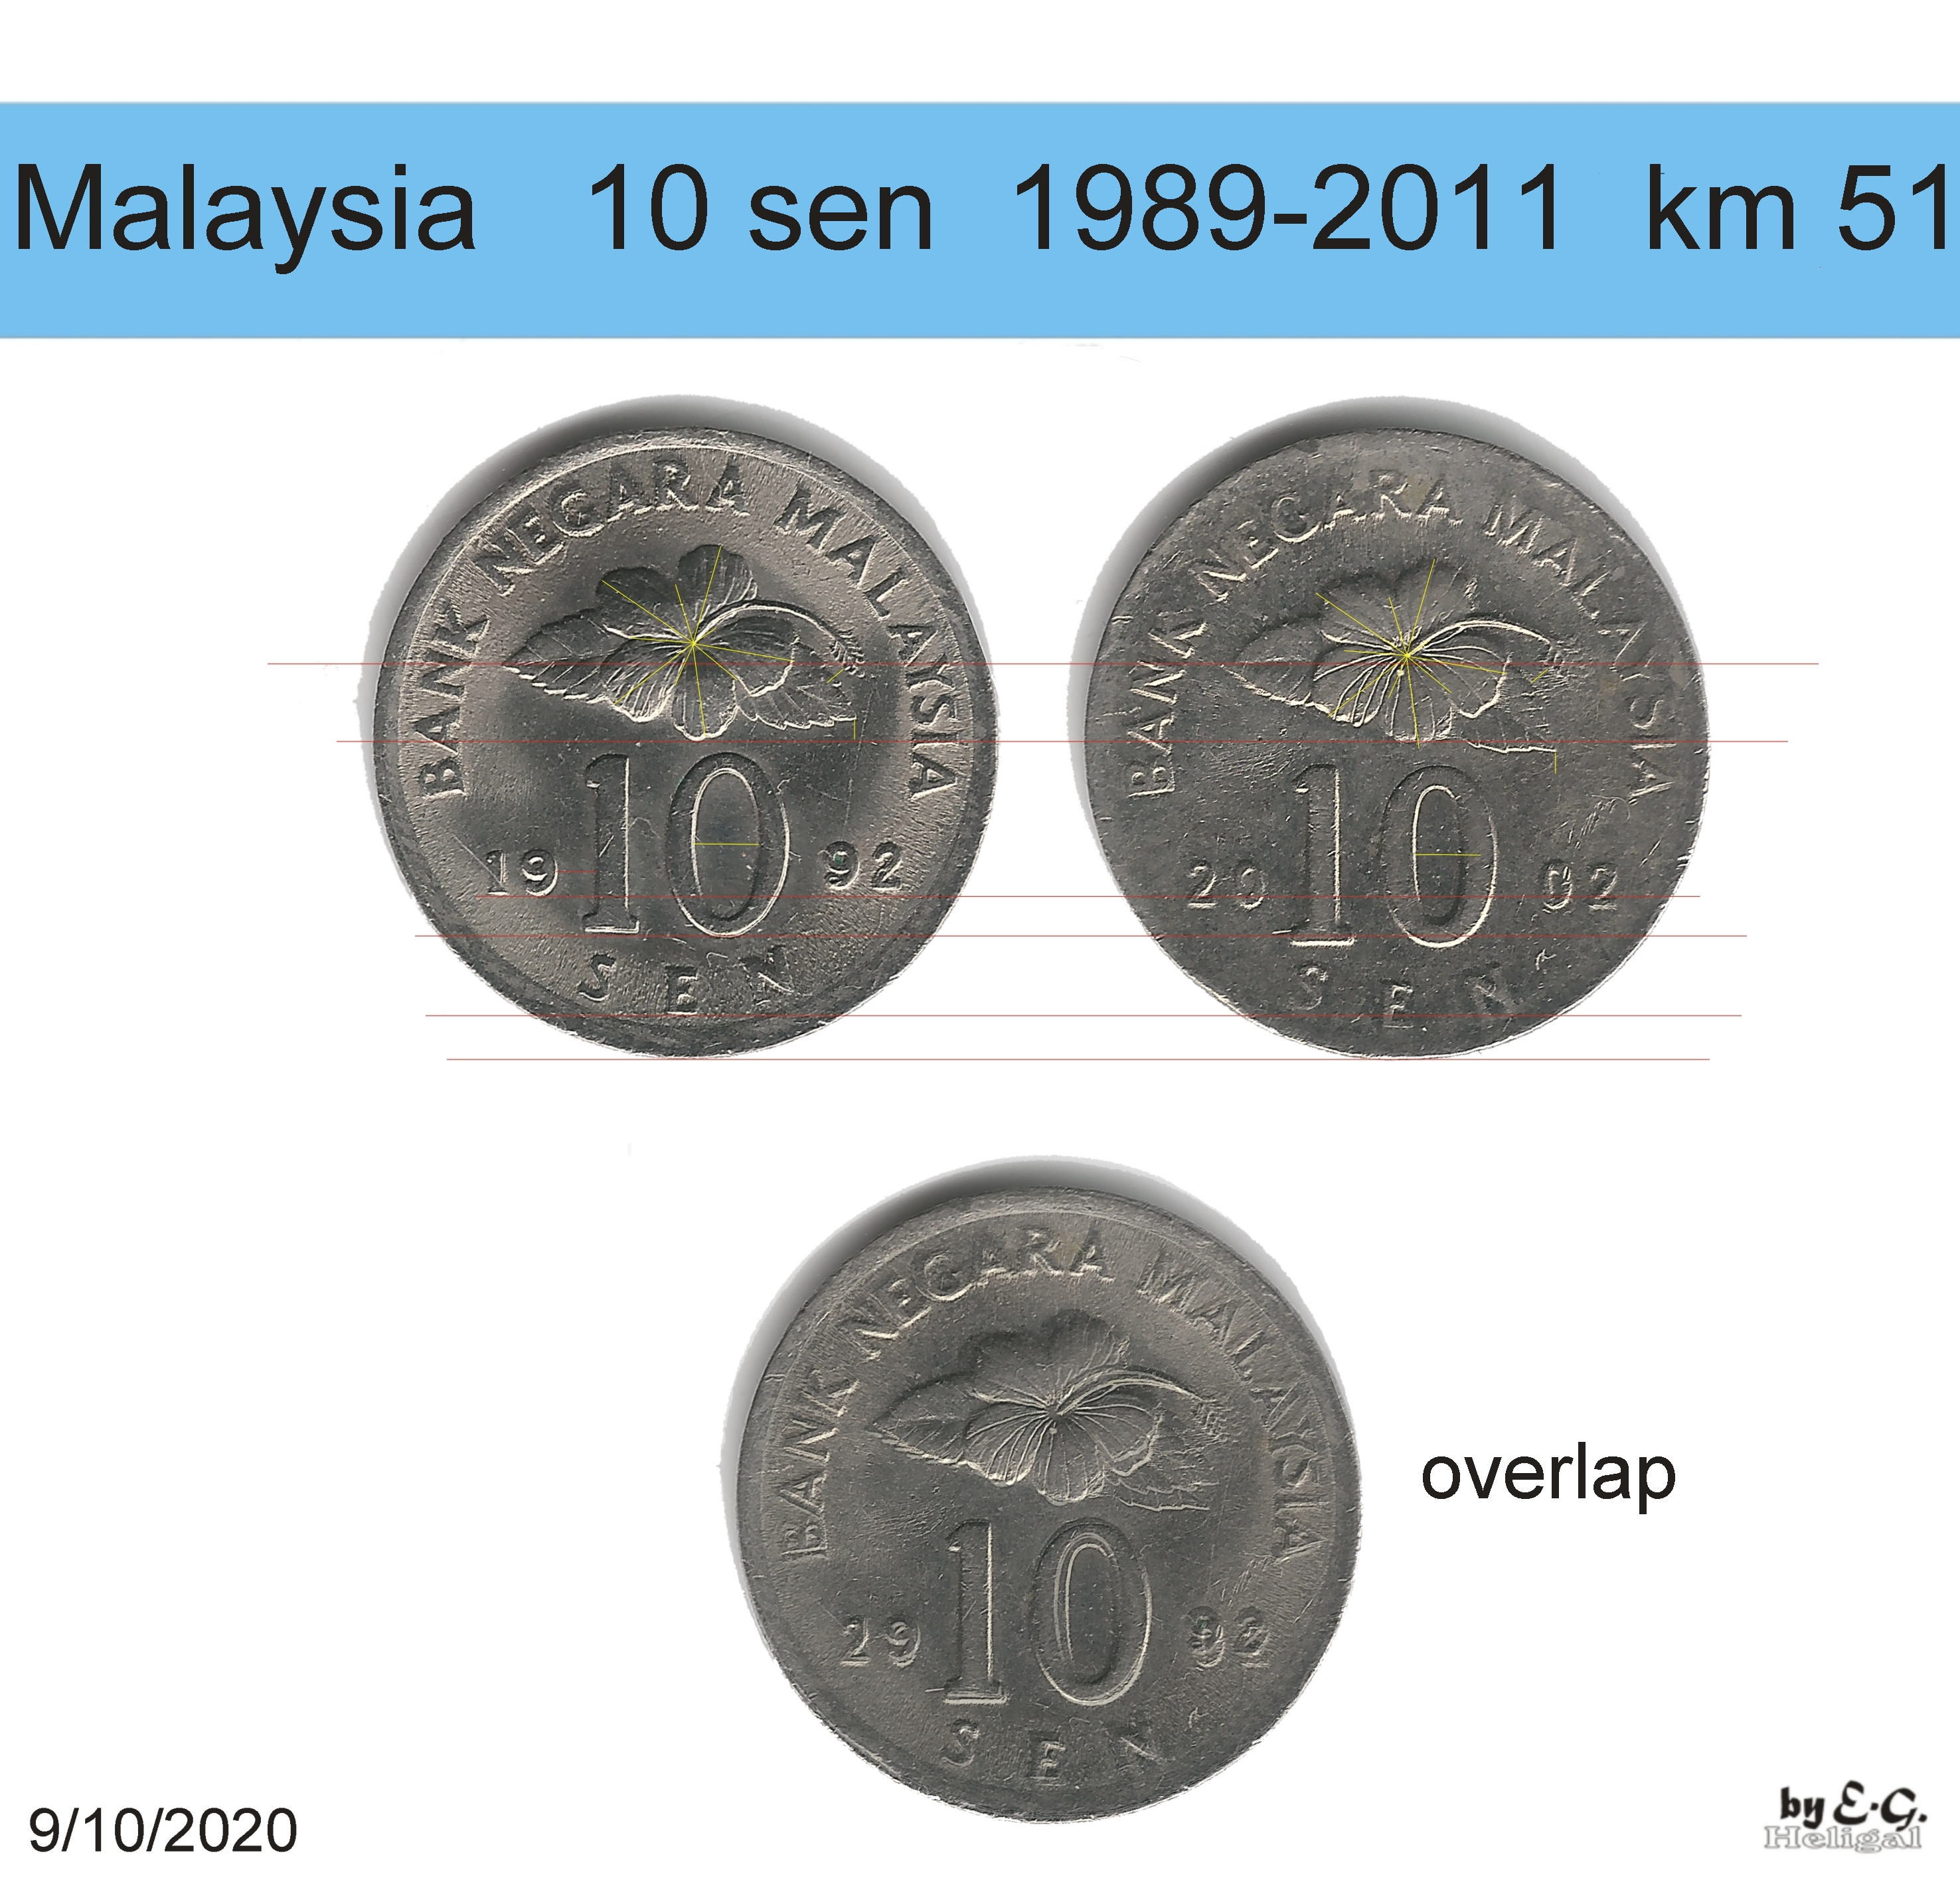 Malaysia 10 sen 1989-2011 km 51
BANK NEGARA MALAYSIA
19 10 92
SEN
BANK NEGARA MALAYSIA
20 10 02
SEN
BANK NEGARA MALAYSIA
29 10
SEN
overlap
9/10/2020
by E.G.
Heligal